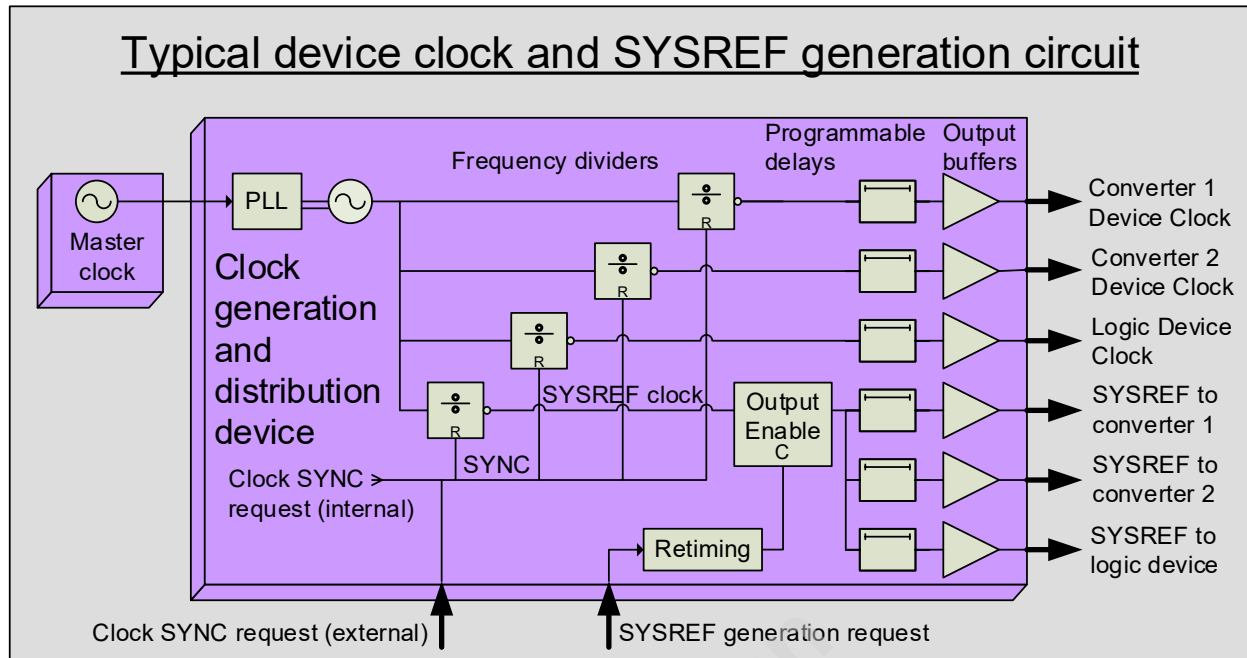 Typical device clock and SYSREF generation circuit
Programmable
delays
Output
buffers
Frequency dividers
PLL
Master
clock
Clock
generation
and
distribution
device
R
R
R
R
SYSREF clock
Output
Enable
C
SYNC
Clock SYNC
request (internal)
Retiming
Converter 1
Device Clock
Converter 2
Device Clock
Logic Device
Clock
SYSREF to
converter 1
SYSREF to
converter 2
SYSREF to
logic device
Clock SYNC request (external)
SYSREF generation request